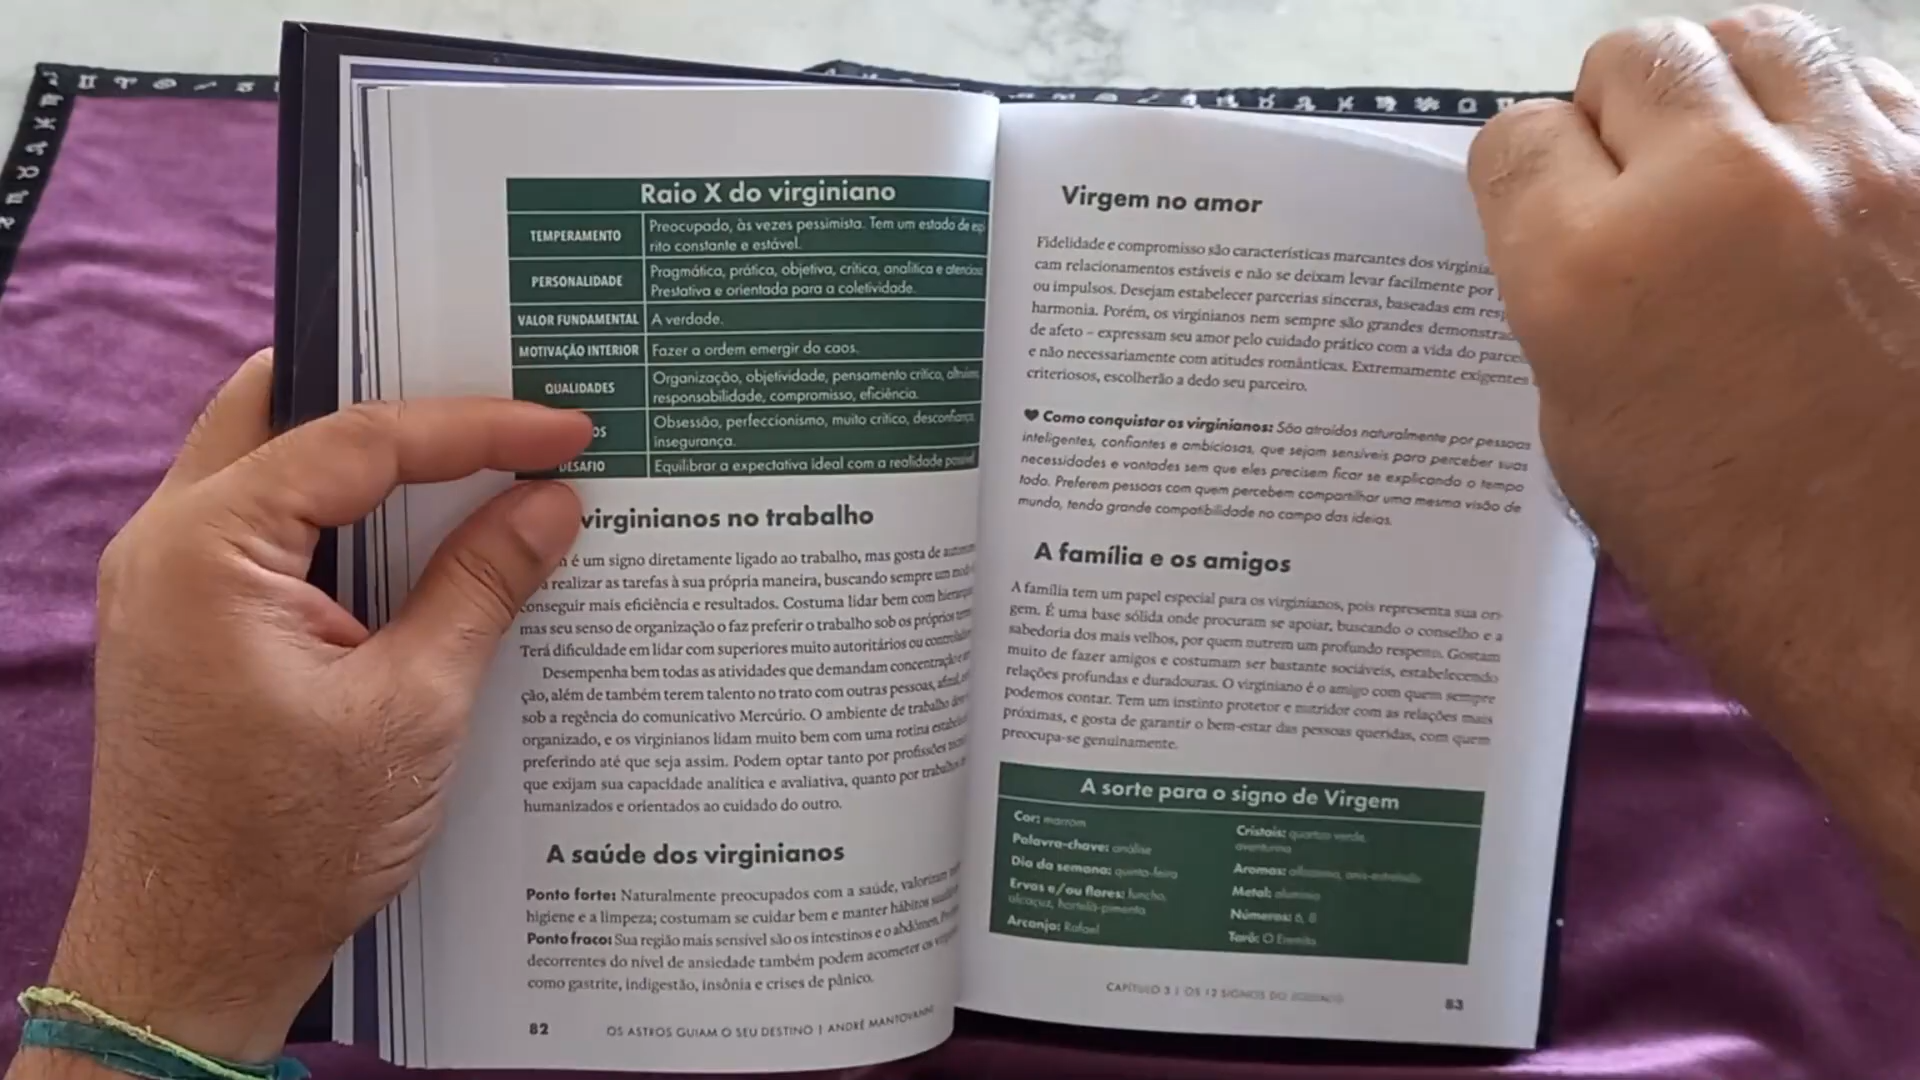 Raio X do virginiano
TEMPERAMENTO
Preocupado, às vezes pessimista. Tem um estado de espí
rito constante e estável.
PERSONALIDADE
Pragmática, prática, objetiva, crítica, analítica e
Prestativa e orientada para a coletividade.
VALOR FUNDAMENTAL
A verdade.
MOTIVAÇÃO INTERIOR
Fazer a ordem emergir do caos.
QUALIDADES
Organização, objetividade, pensamento crítico,
responsabilidade, compromisso, eficiência.
OS
Obsessão, perfeccionismo, muito crítico, desconfiança,
insegurança.
DESAFIO
Equilibrar a expectativa ideal com a realidade possível
virginianos no trabalho
é um signo diretamente ligado ao trabalho, mas gosta de
realizar as tarefas à sua própria maneira, buscando sempre um
conseguir mais eficiência e resultados. Costuma lidar bem com
mas seu senso de organização o faz preferir o trabalho sob os próprios
Terá dificuldade em lidar com superiores muito autoritários ou
Desempenha bem todas as atividades que demandam concentração
ção, além de também terem talento no trato com outras pessoas, afinal,
sob a regência do comunicativo Mercúrio. O ambiente de trabalho
organizado, e os virginianos lidam muito bem com uma rotina
preferindo até que seja assim. Podem optar tanto por profissões
que exijam sua capacidade analítica e avaliativa, quanto por
humanizados e orientados ao cuidado do outro.
A saúde dos virginianos
Ponto forte: Naturalmente preocupados com a saúde, valorizam
higiene e a limpeza; costumam se cuidar bem e manter hábitos
Ponto fraco: Sua região mais sensível são os intestinos e o abdômen.
decorrentes do nível de ansiedade também podem acometer os
como gastrite, indigestão, insônia e crises de pânico.
82 OS ASTROS GUIAM O SEU DESTINO | ANDRÉ MANTOVANNI
Virgem no amor
Fidelidade e compromisso são características marcantes dos
cam relacionamentos estáveis e não se deixam levar facilmente por
ou impulsos. Desejam estabelecer parcerias sinceras, baseadas em
harmonia. Porém, os virginianos nem sempre são grandes
de afeto – expressam seu amor pelo cuidado prático com a vida do
e não necessariamente com atitudes românticas. Extremamente exigentes
criteriosos, escolherão a dedo seu parceiro.
♥ Como conquistar os virginianos: São atraídos naturalmente por pessoas
inteligentes, confiantes e ambiciosas, que sejam sensíveis para perceber suas
necessidades e vontades sem que eles precisem ficar se explicando o tempo
todo. Preferem pessoas com quem percebem compartilhar uma mesma visão de
mundo, tendo grande compatibilidade no campo das ideias.
A família e os amigos
A família tem um papel especial para os virginianos, pois representa sua ori-
gem. É uma base sólida onde procuram se apoiar, buscando o conselho e a
sabedoria dos mais velhos, por quem nutrem um profundo respeito. Gostam
muito de fazer amigos e costumam ser bastante sociáveis, estabelecendo
relações profundas e duradouras. O virginiano é o amigo com quem sempre
podemos contar. Tem um instinto protetor e nutridor com as relações mais
próximas, e gosta de garantir o bem-estar das pessoas queridas, com quem
preocupa-se genuinamente.
A sorte para o signo de Virgem
Cor: marrom
Palavra-chave: análise
Dia da semana: quinta-feira
Ervas e/ou flores: funcho,
alcaçuz, hortelã-pimenta
Arcanjo: Rafael
Cristais: quartzo verde,
aventurina
Aromas: anis-estrelado
Metal: alumínio
Números: 6, 8
Tarô: O Eremita
CAPÍTULO 3 | OS 12 SIGNOS DO ZODÍACO 83